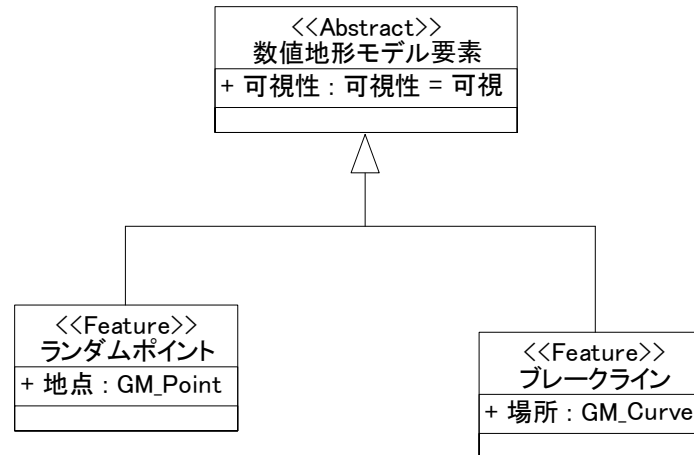 <<Abstract>>
数値地形モデル要素
+ 可視性 : 可視性 = 可視
<<Feature>>
ランダムポイント
+ 地点 : GM_Point
<<Feature>>
ブレークライン
+ 場所 : GM_Curve